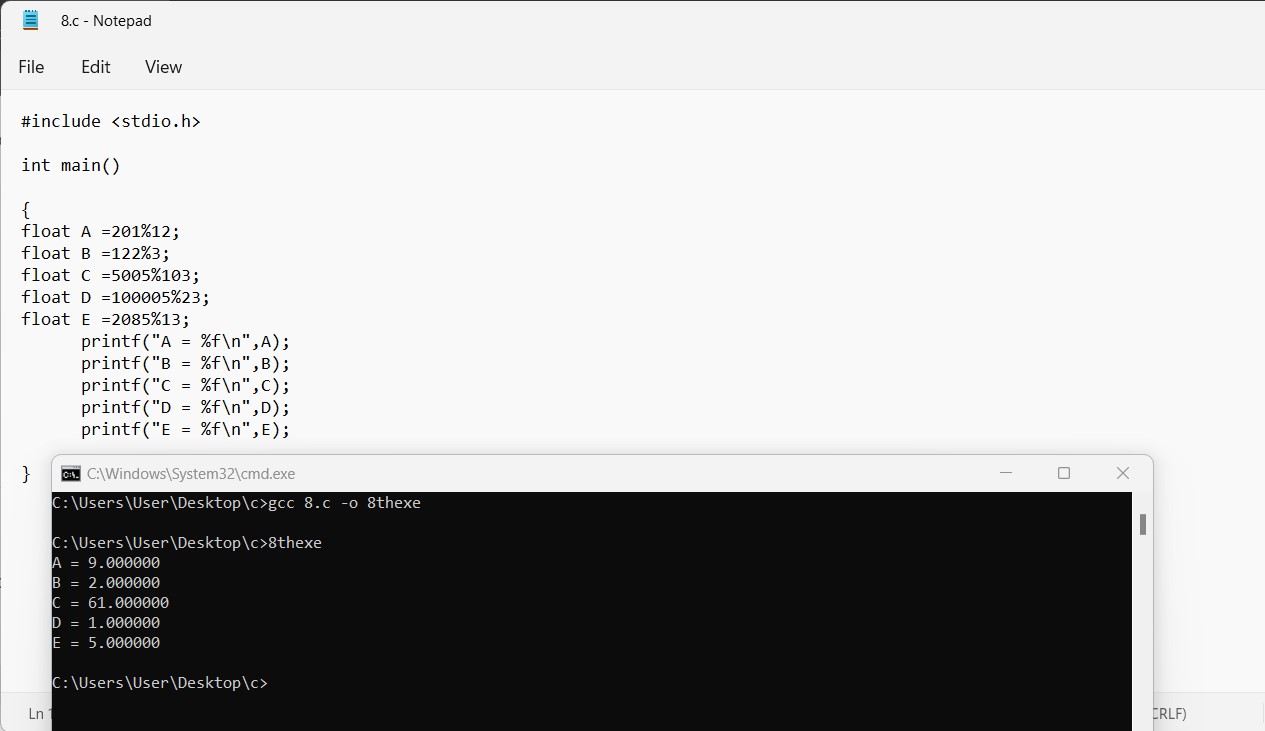 8.c - Notepad
File Edit View
#include <stdio.h>
int main()
{
float A =201%12;
float B =122%3;
float C =5005%103;
float D =100005%23;
float E =2085%13;
printf("A = %f\n",A);
printf("B = %f\n",B);
printf("C = %f\n",C);
printf("D = %f\n",D);
printf("E = %f\n",E);
}
C:\Windows\System32\cmd.exe
C:\Users\User\Desktop\c>gcc 8.c -o 8thexe
C:\Users\User\Desktop\c>8thexe
A = 9.000000
B = 2.000000
C = 61.000000
D = 1.000000
E = 5.000000
C:\Users\User\Desktop\c>
Ln CRLF)